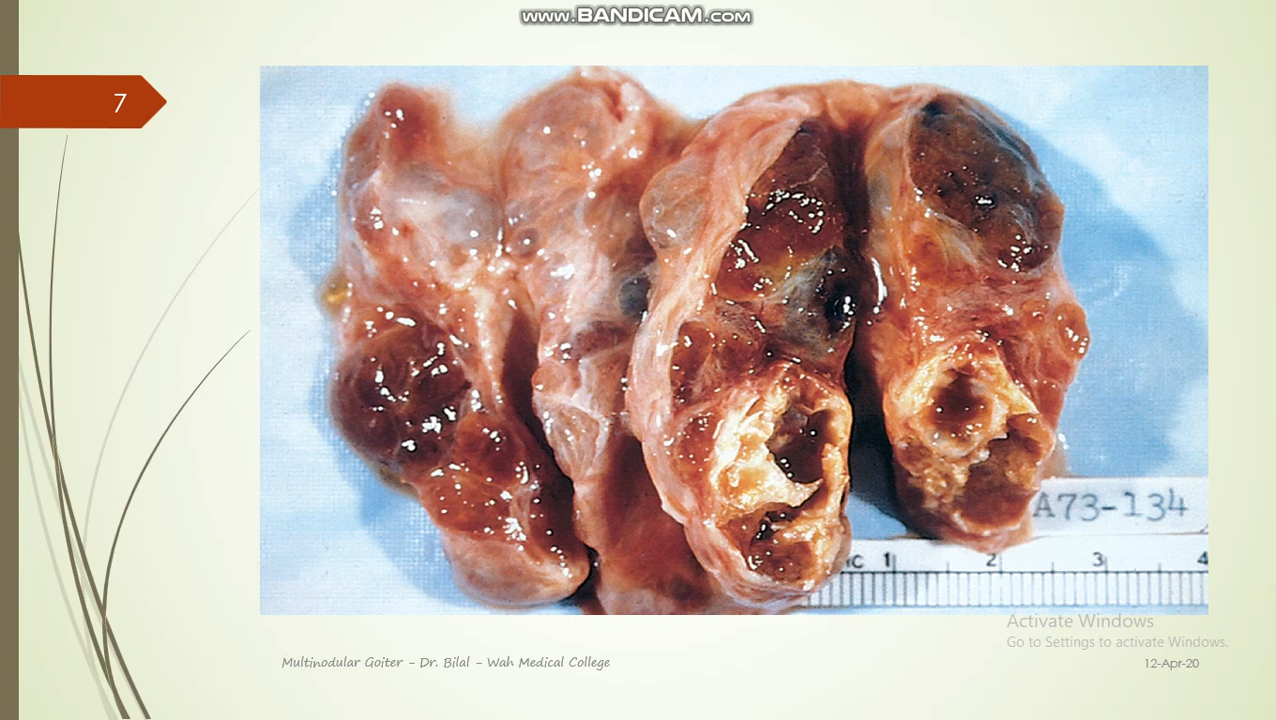 www.BANDICAM.com
7
A73-134
1 2 3 4
Activate Windows
Go to Settings to activate Windows.
Multinodular Goiter - Dr. Bilal - Wah Medical College
12-Apr-20